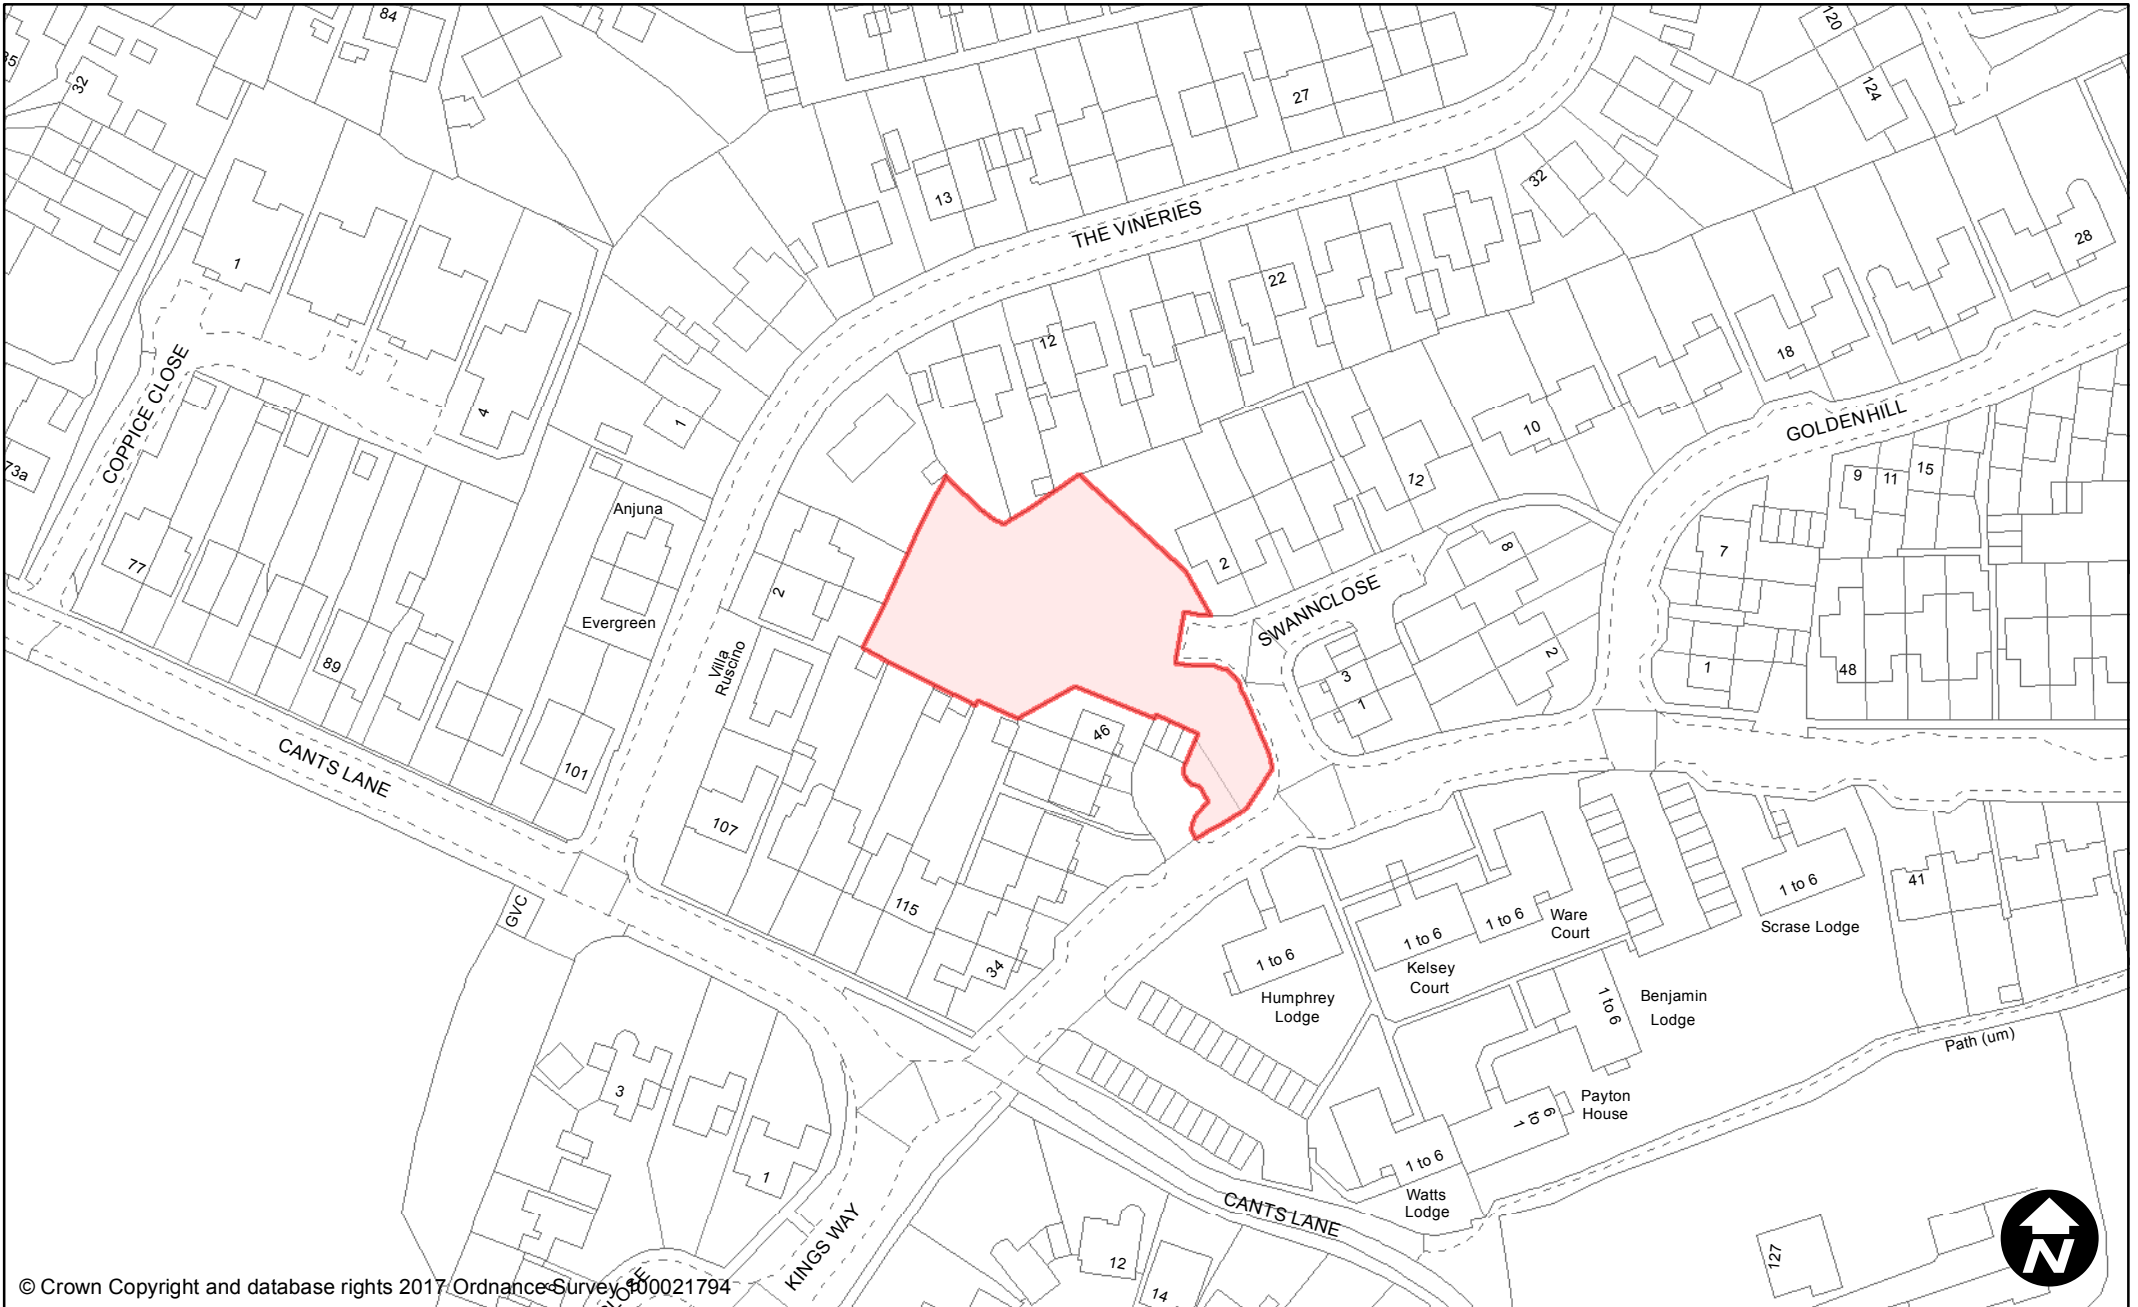 84
120
35
32
124
27
32
13
THE VINERIES
28
1
22
12
18
COPPICE CLOSE
4
1
GOLDENHILL
10
12
73a
9
11
15
Anjuna
77
2
8
7
2
SWANNCLOSE
Evergreen
Villa
Ruscino
89
3
1
2
1
48
46
CANTS LANE
101
107
115
34
GVC
1 to 6
Humphrey
Lodge
1 to 6
Kelsey
Court
1 to 6
Ware
Court
1 to 6
Scrase Lodge
41
1 to 6
Benjamin
Lodge
Path (um)
3
1
1 to 6
Payton
House
1 to 6
Watts
Lodge
CANTS LANE
KINGS WAY
12
14
127
N
CLOSE
© Crown Copyright and database rights 2017 Ordnance Survey 100021794